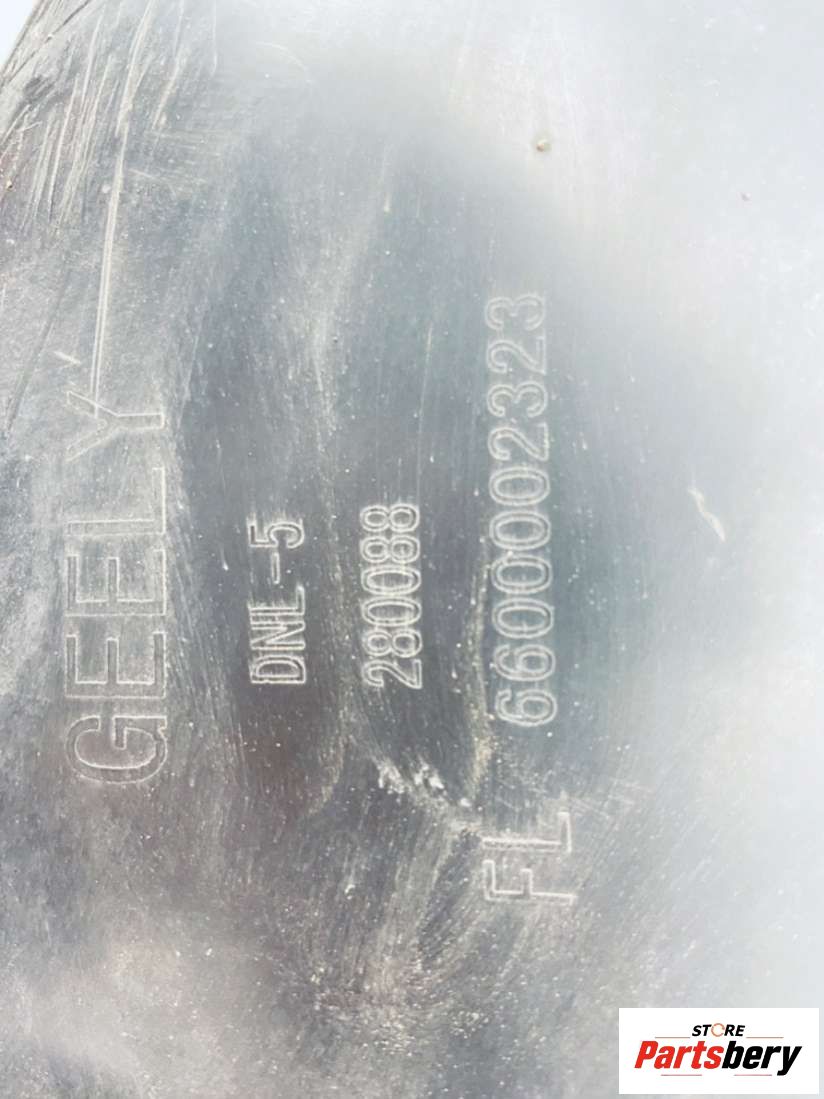 GEELY
DNL-5
280088
FL 6600002323
STORE
Partsbery